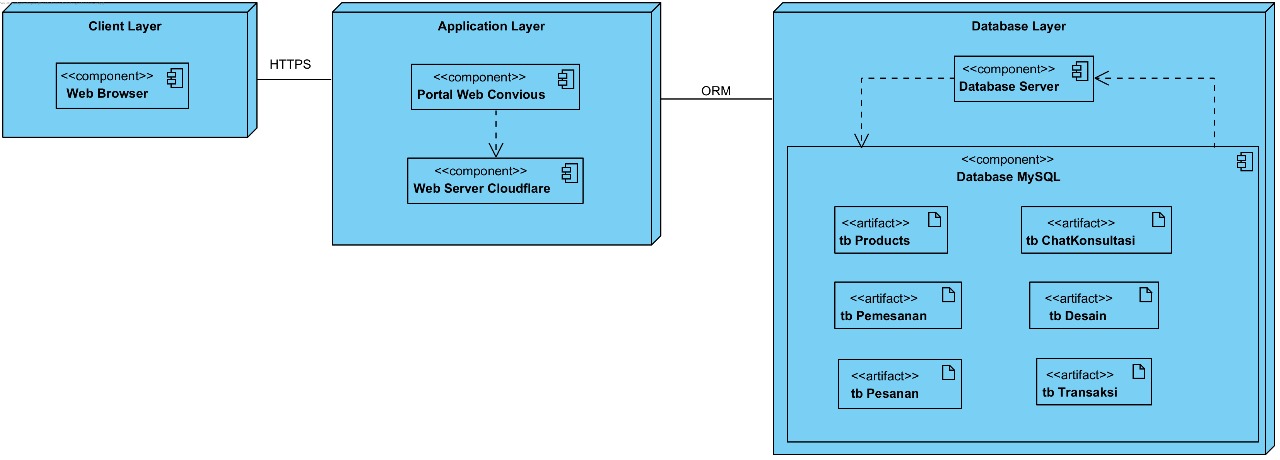 Client Layer
<<component>>
Web Browser
HTTPS
Application Layer
<<component>>
Portal Web Convious
<<component>>
Web Server Cloudflare
ORM
Database Layer
<<component>>
Database Server
<<component>>
Database MySQL
<<artifact>>
tb Products
<<artifact>>
tb ChatKonsultasi
<<artifact>>
tb Pemesanan
<<artifact>>
tb Desain
<<artifact>>
tb Pesanan
<<artifact>>
tb Transaksi